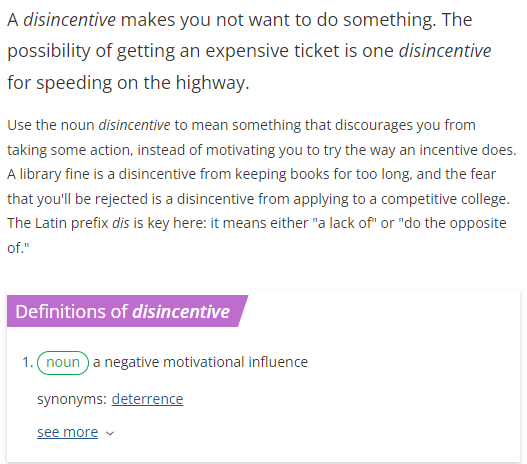 A disincentive makes you not want to do something. The
possibility of getting an expensive ticket is one disincentive
for speeding on the highway.
Use the noun disincentive to mean something that discourages you from
taking some action, instead of motivating you to try the way an incentive does.
A library fine is a disincentive from keeping books for too long, and the fear
that you'll be rejected is a disincentive from applying to a competitive college.
The Latin prefix dis is key here: it means either "a lack of" or "do the opposite
of."
Definitions of disincentive
1. noun a negative motivational influence
synonyms: deterrence
see more